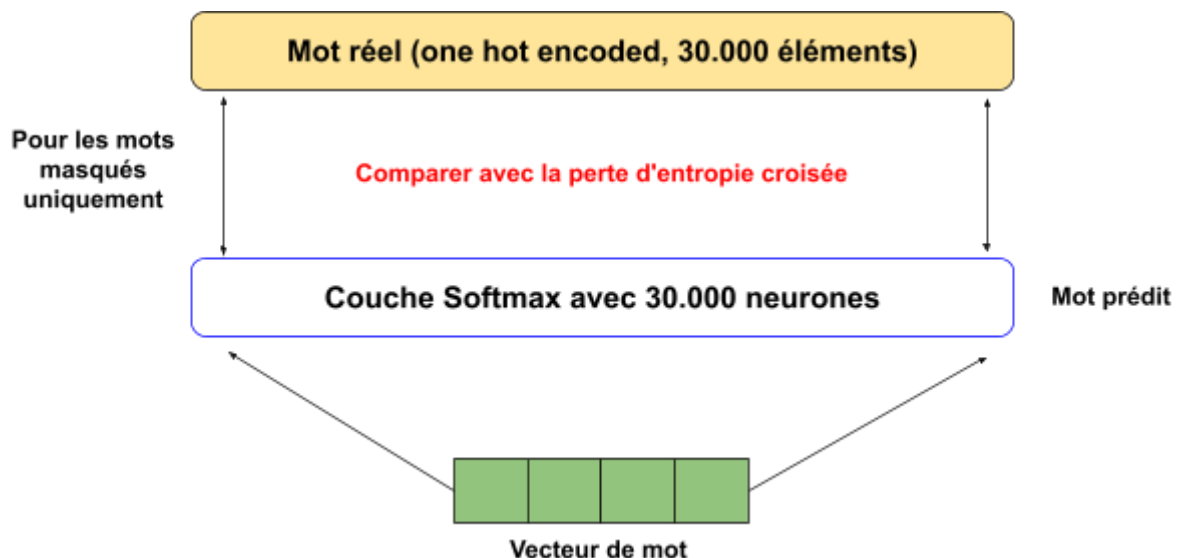 Mot réel (one hot encoded, 30.000 éléments)
Pour les mots
masqués
uniquement
Comparer avec la perte d'entropie croisée
Couche Softmax avec 30.000 neurones
Mot prédit
Vecteur de mot